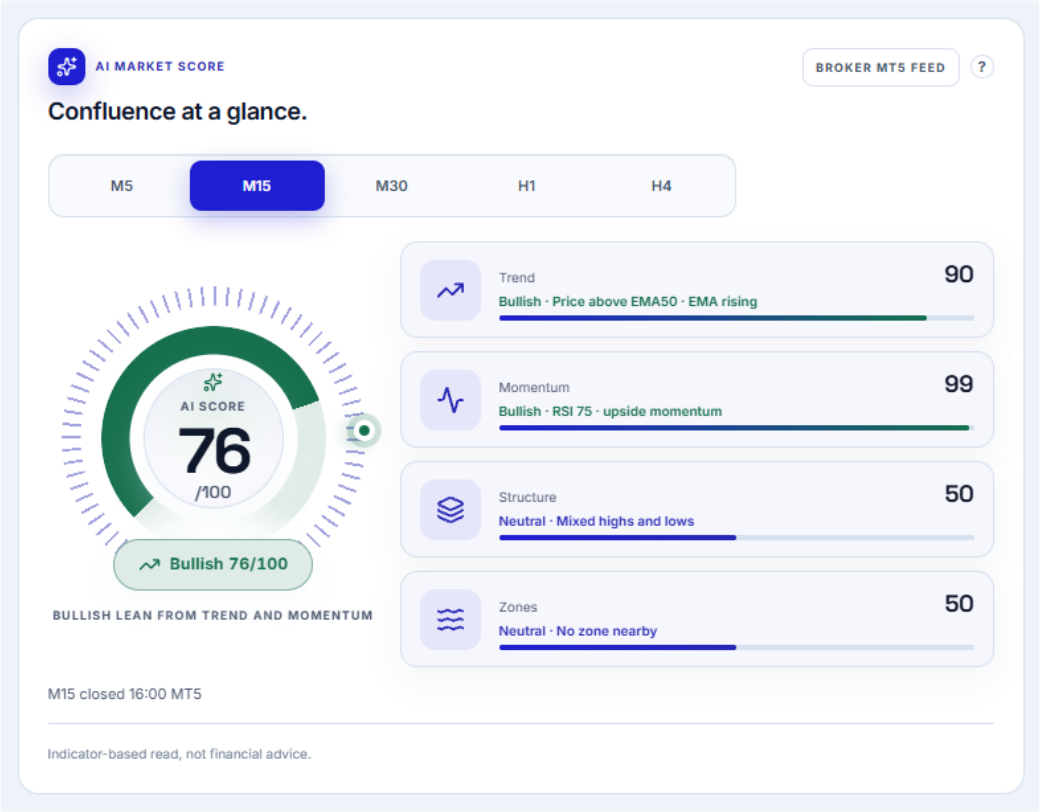 AI MARKET SCORE
BROKER MT5 FEED
?
Confluence at a glance.
M5
M15
M30
H1
H4
AI SCORE
76
/100
Bullish 76/100
BULLISH LEAN FROM TREND AND MOMENTUM
Trend
90
Bullish · Price above EMA50 · EMA rising
Momentum
99
Bullish · RSI 75 · upside momentum
Structure
50
Neutral · Mixed highs and lows
Zones
50
Neutral · No zone nearby
M15 closed 16:00 MT5
Indicator-based read, not financial advice.